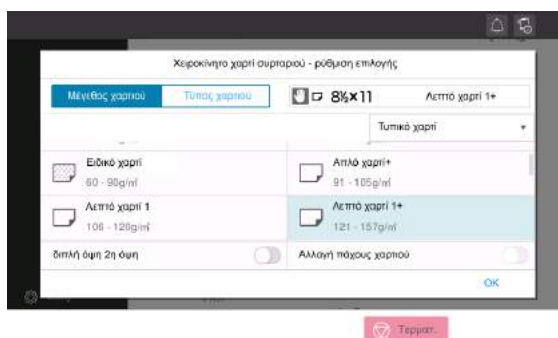 Χειροκίνητο χαρτί συρταριού - ρύθμιση επιλογής
Μέγεθος χαρτιού Τύπος χαρτιού 8½×11 Λεπτό χαρτί 1+
Τυπικό χαρτί
Ειδικό χαρτί Απλό χαρτί+
60 - 90g/㎡ 91 - 105g/㎡
Λεπτό χαρτί 1 Λεπτό χαρτί 1+
106 - 120g/㎡ 121 - 157g/㎡
διπλή όψη 2η όψη Αλλαγή πάχους χαρτιού
OK
Τερματ.